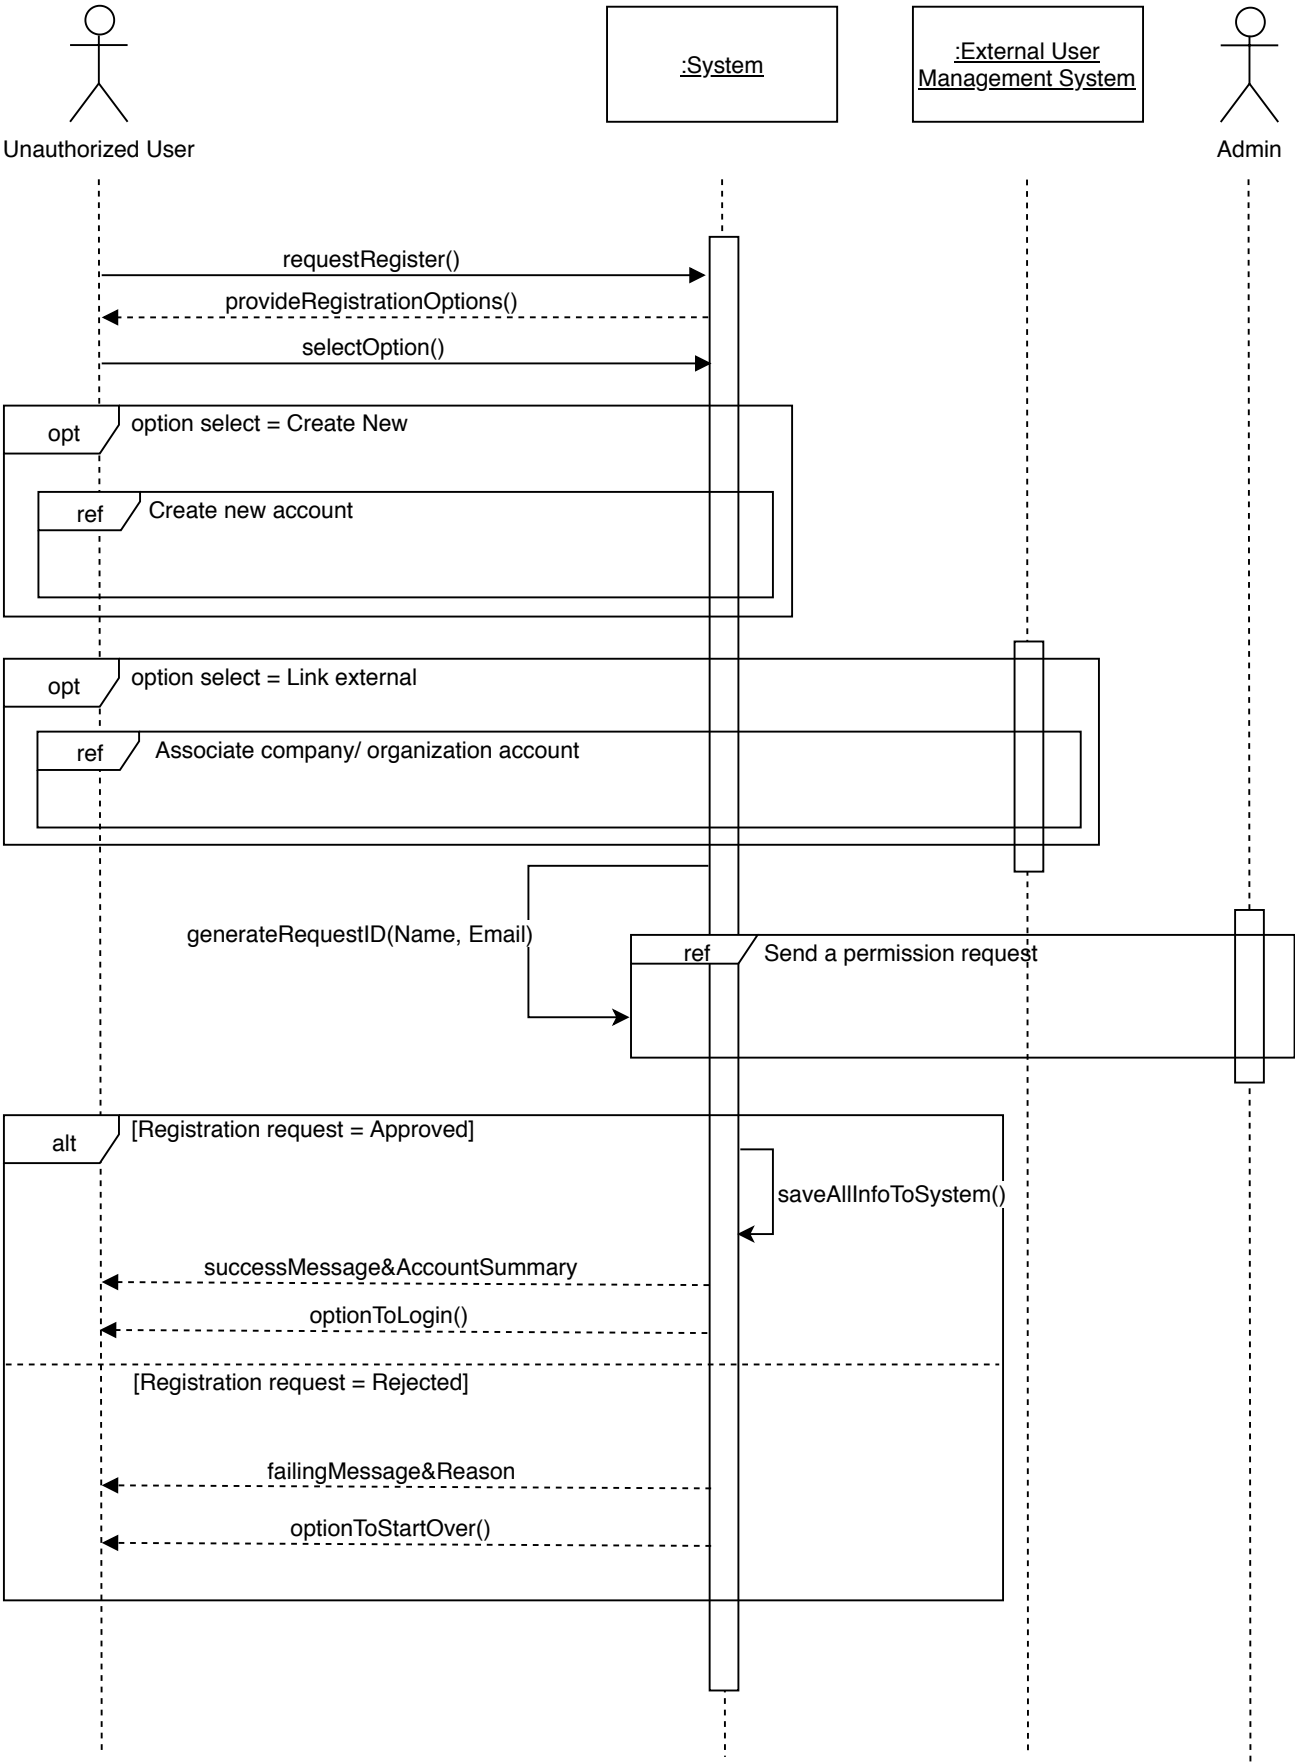 :System
:External User
Management System
Unauthorized User
Admin
requestRegister()
provideRegistrationOptions()
selectOption()
opt
option select = Create New
ref
Create new account
opt
option select = Link external
ref
Associate company/ organization account
generateRequestID(Name, Email)
ref
Send a permission request
alt
[Registration request = Approved]
saveAllInfoToSystem()
successMessage&AccountSummary
optionToLogin()
[Registration request = Rejected]
failingMessage&Reason
optionToStartOver()